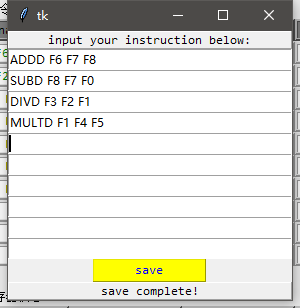 tk
input your instruction below:
ADDD F6 F7 F8
SUBD F8 F7 F0
DIVD F3 F2 F1
MULTD F1 F4 F5
save
save complete!